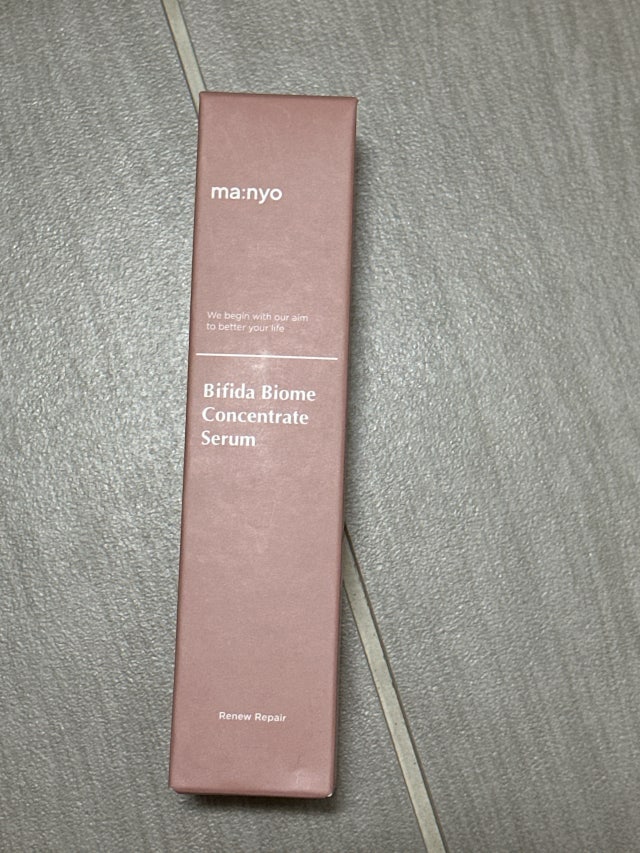 ma:nyo
We begin with our aim
to better your life
Bifida Biome
Concentrate
Serum
Renew Repair